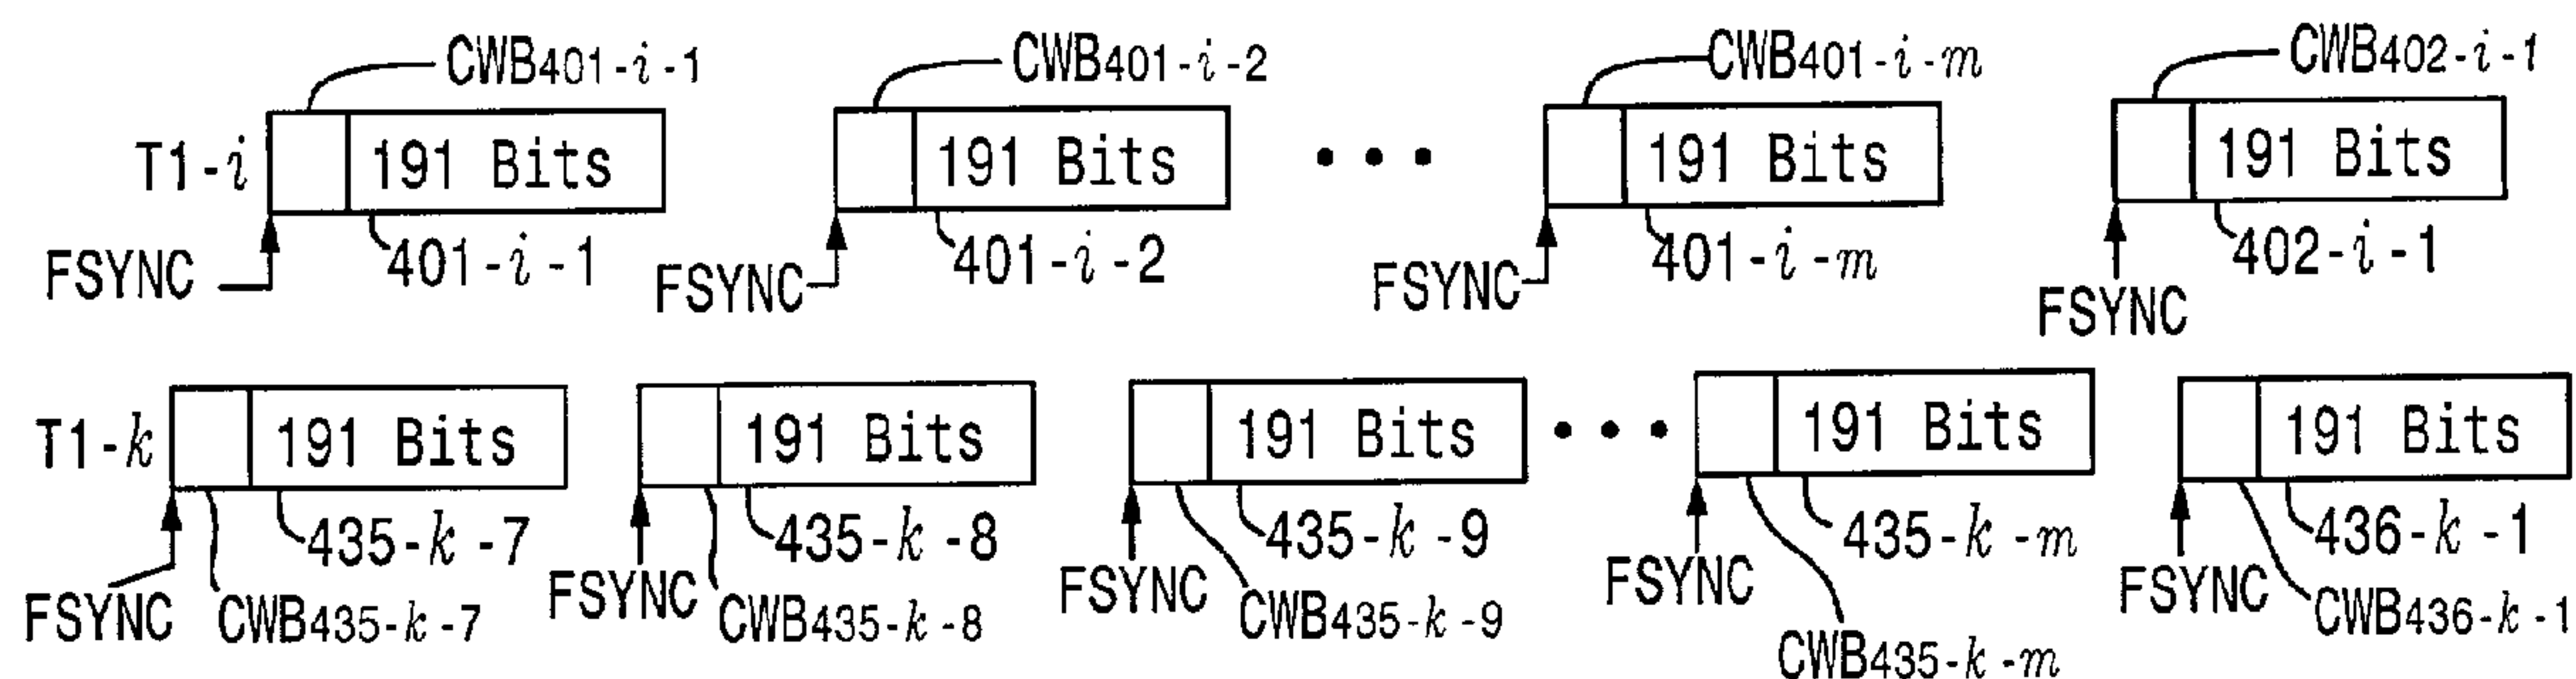 CWB401-i-1 CWB401-i-2 CWB401-i-m CWB402-i-1
T1-i 191 Bits 191 Bits • • • 191 Bits 191 Bits
401-i-1 401-i-2 401-i-m 402-i-1
FSYNC FSYNC FSYNC FSYNC
T1-k 191 Bits 191 Bits 191 Bits • • • 191 Bits 191 Bits
435-k-7 435-k-8 435-k-9 435-k-m 436-k-1
FSYNC FSYNC FSYNC FSYNC FSYNC
CWB435-k-7 CWB435-k-8 CWB435-k-9 CWB435-k-m CWB436-k-1